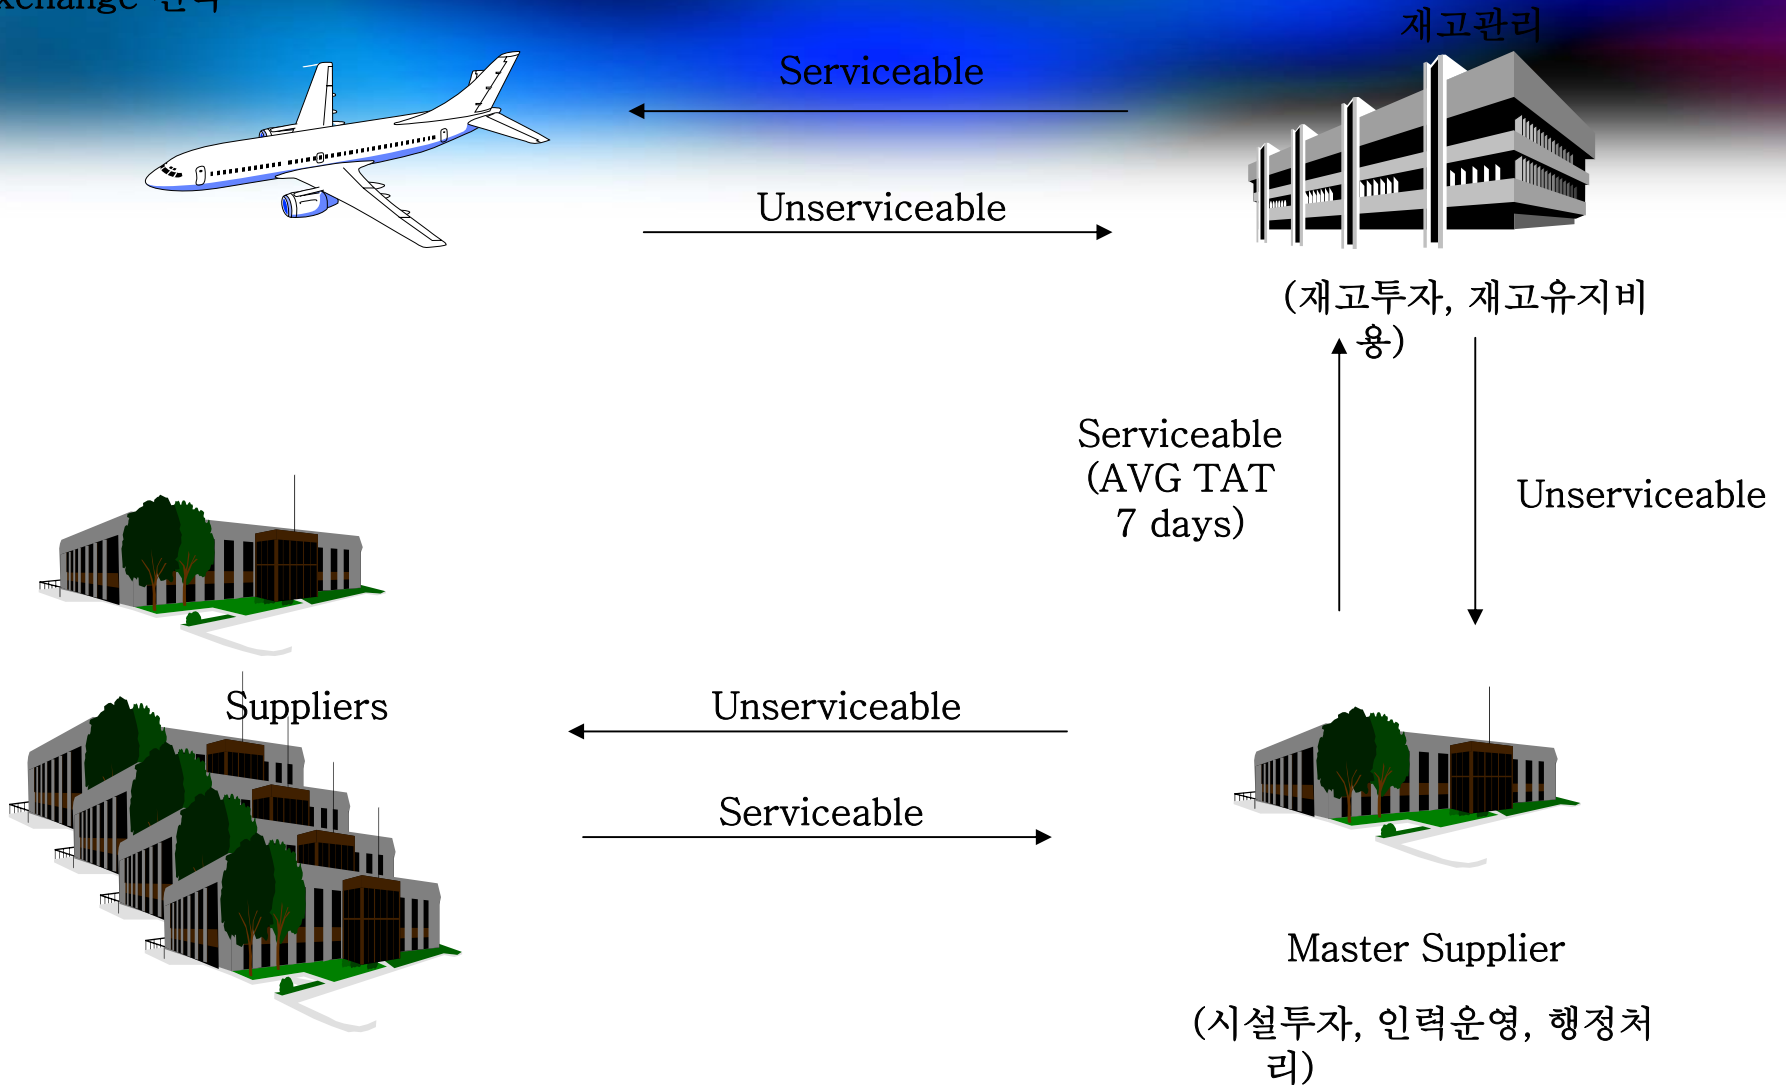 재고관리
Serviceable
Unserviceable
(재고투자, 재고유지비
용)
Serviceable
(AVG TAT
7 days)
Unserviceable
Suppliers
Unserviceable
Serviceable
Master Supplier
(시설투자, 인력운영, 행정처
리)